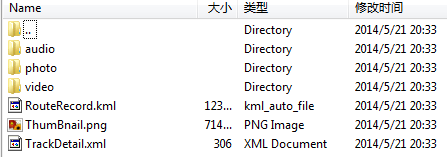 Name 大小 类型 修改时间
.. Directory 2014/5/21 20:33
audio Directory 2014/5/21 20:33
photo Directory 2014/5/21 20:33
video Directory 2014/5/21 20:33
RouteRecord.kml 123... kml_auto_file 2014/5/21 20:33
ThumBnail.png 714... PNG Image 2014/5/21 20:33
TrackDetail.xml 306 XML Document 2014/5/21 20:33